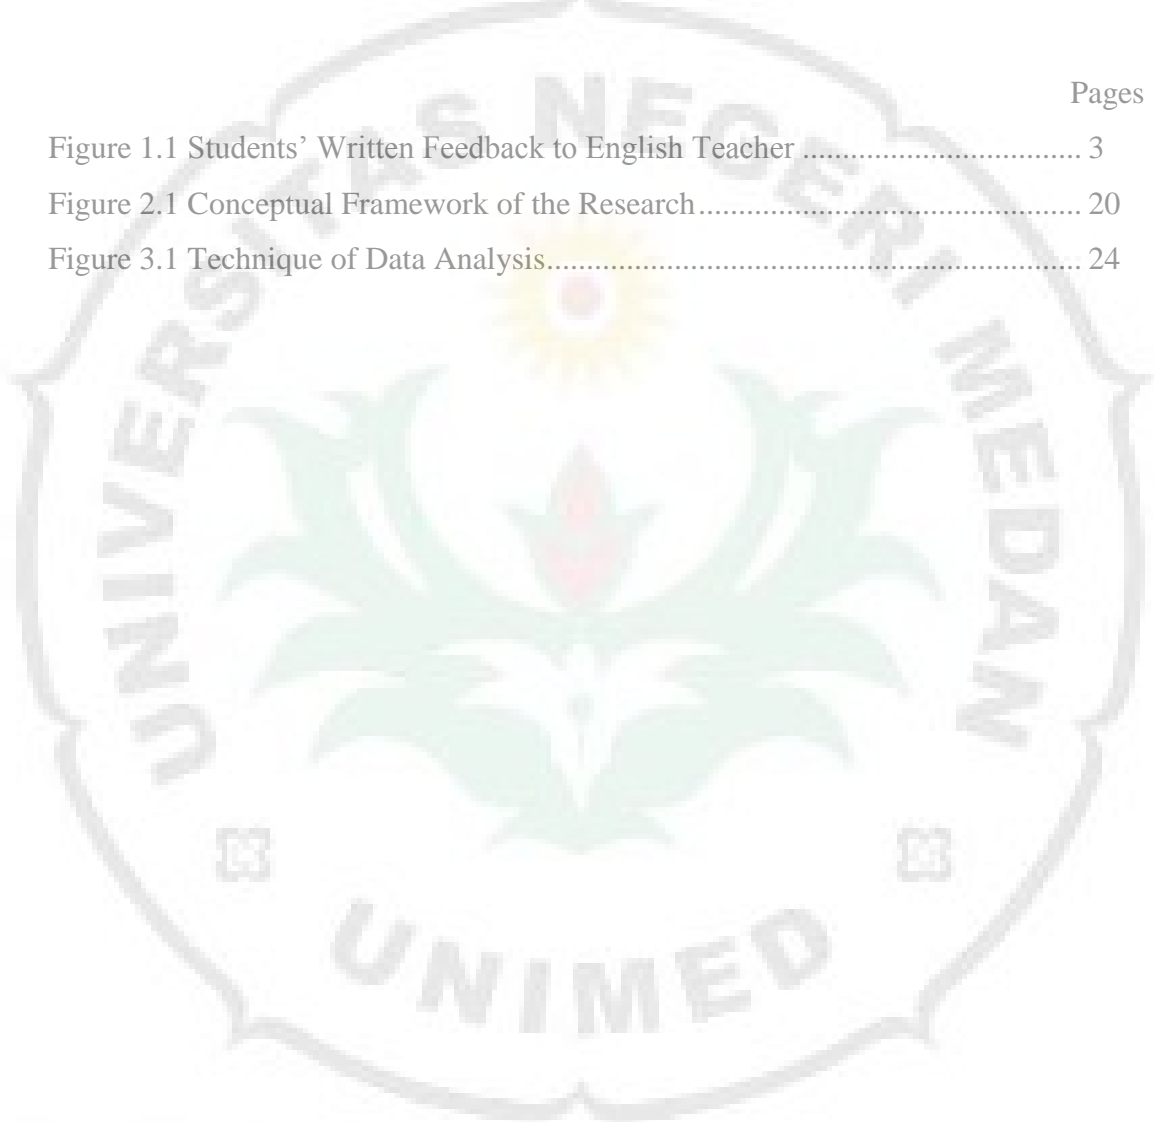 Pages
Figure 1.1 Students’ Written Feedback to English Teacher ................................... 3
Figure 2.1 Conceptual Framework of the Research................................................ 20
Figure 3.1 Technique of Data Analysis................................................................... 24
UNIVERSITAS NEGERI MEDAN
UNIMED